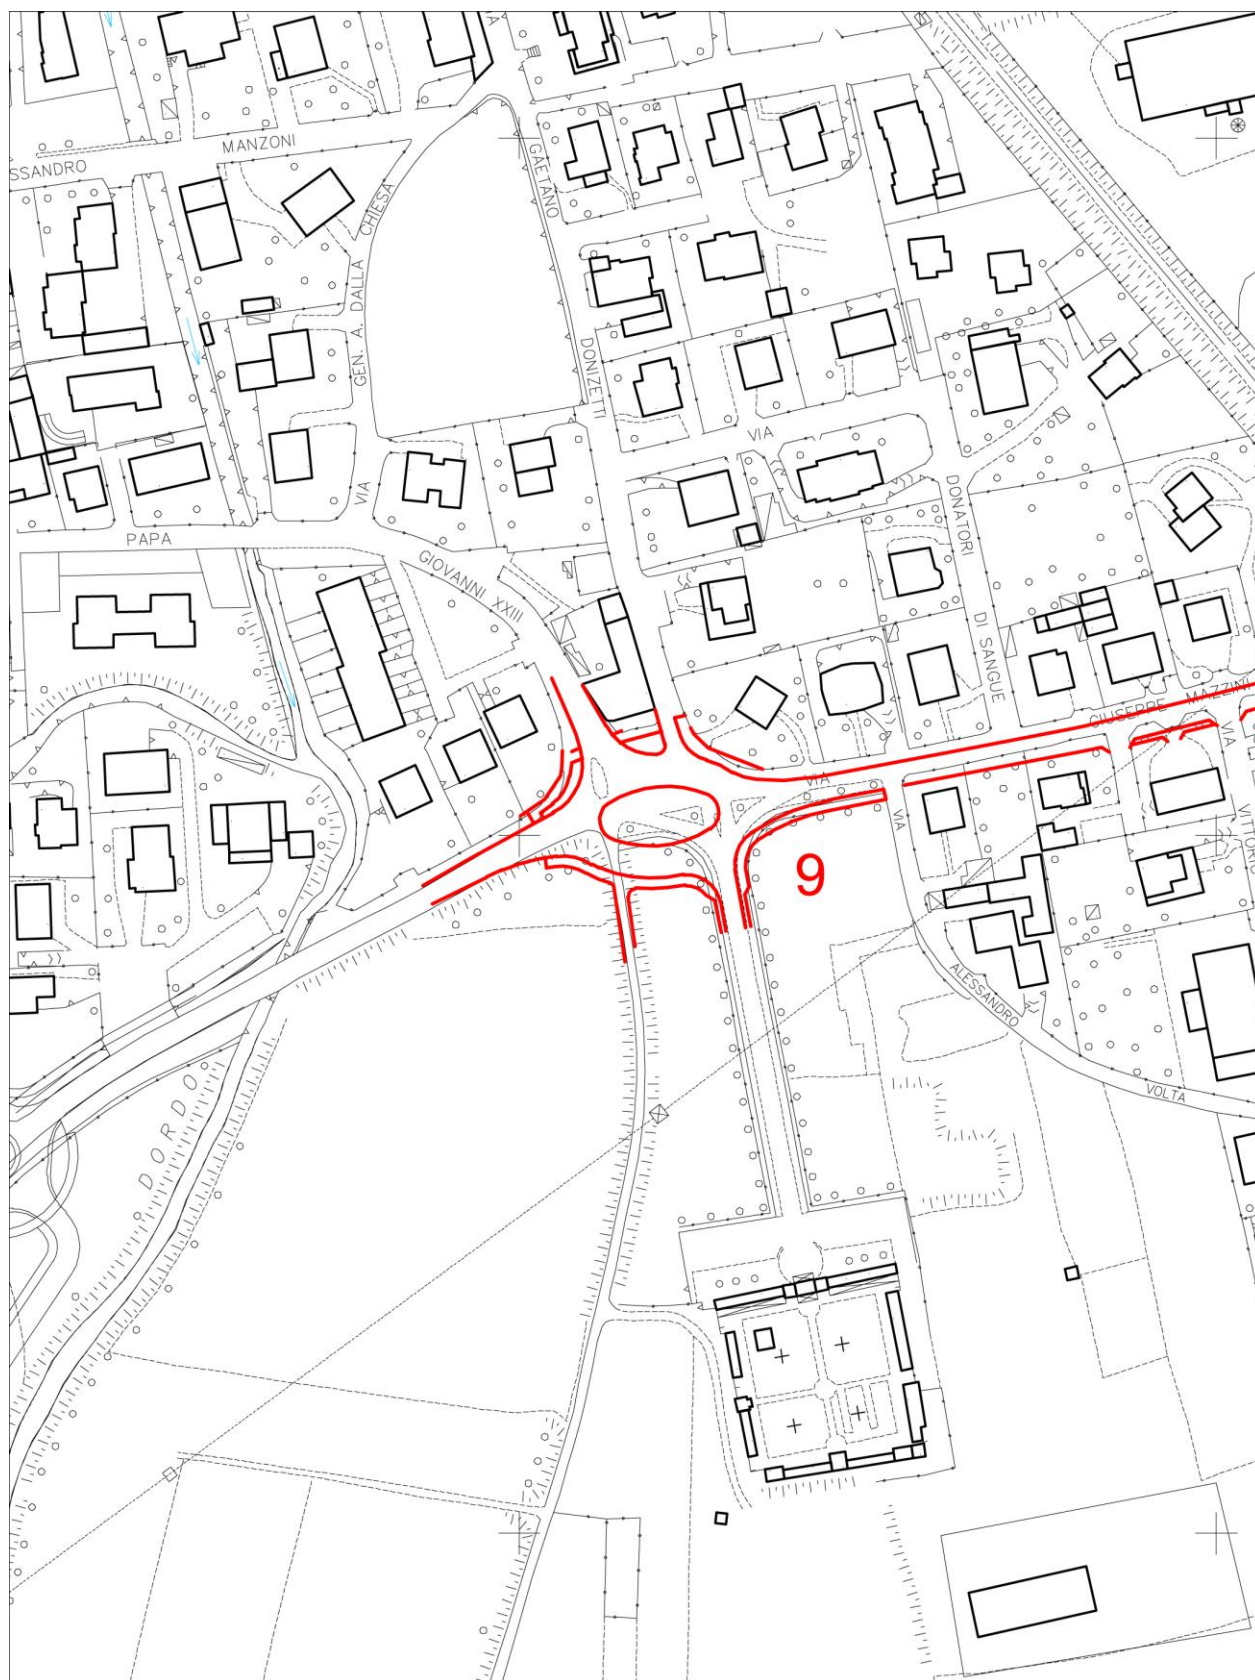 SSANDRO
MANZONI
GAETANO
CHIESA
GEN. A. DALLA
DONIZETTI
VIA
VIA
PAPA
GIOVANNI XXIII
DONATORI
DI SANGUE
GIUSEPPE MAZZINI
VIA
VIA
VIA
VITTORIO
9
ALESSANDRO
VOLTA
DORDO